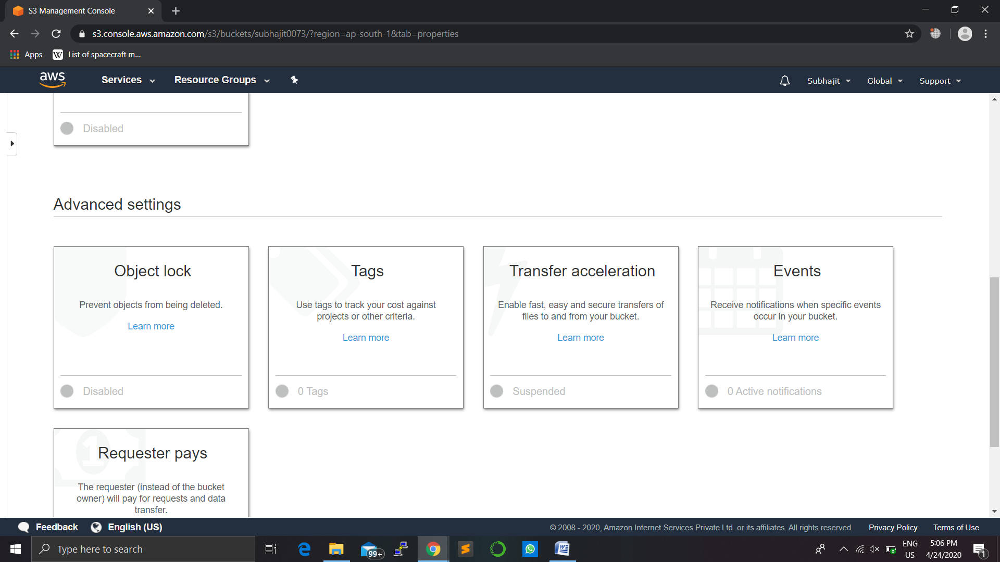 S3 Management Console
s3.console.aws.amazon.com/s3/buckets/subhajit0073/?region=ap-south-1&tab=properties
Apps
W List of spacecraft m...
aws Services Resource Groups Subhajit Global Support
Disabled
Advanced settings
Object lock
Prevent objects from being deleted.
Learn more
Disabled
Tags
Use tags to track your cost against
projects or other criteria.
Learn more
0 Tags
Transfer acceleration
Enable fast, easy and secure transfers of
files to and from your bucket.
Learn more
Suspended
Events
Receive notifications when specific events
occur in your bucket.
Learn more
0 Active notifications
1
Requester pays
The requester (instead of the bucket
owner) will pay for requests and data
transfer.
Feedback English (US) © 2008 - 2020, Amazon Internet Services Private Ltd. or its affiliates. All rights reserved. Privacy Policy Terms of Use
Type here to search
99+
ENG
US
5:06 PM
4/24/2020
1